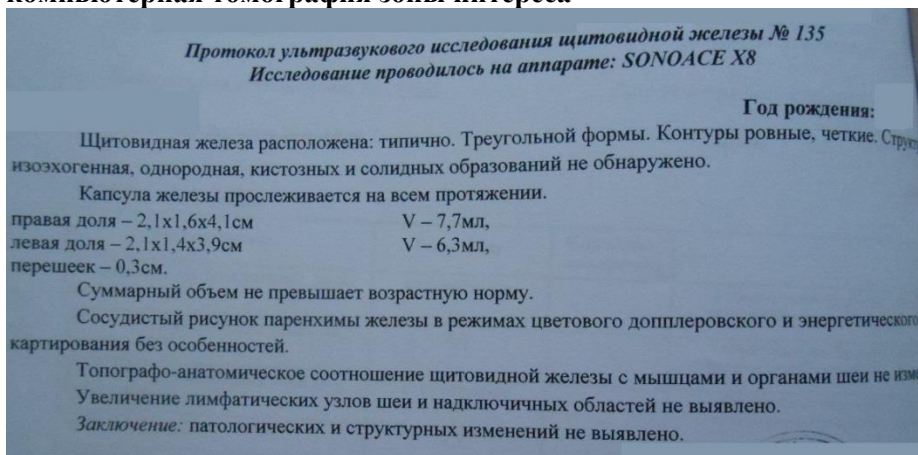 компьютерная томография зоны интереса
Протокол ультразвукового исследования щитовидной железы № 135
Исследование проводилось на аппарате: SONOACE X8
Год рождения:
Щитовидная железа расположена: типично. Треугольной формы. Контуры ровные, четкие.
изоэхогенная, однородная, кистозных и солидных образований не обнаружено.
Капсула железы прослеживается на всем протяжении.
правая доля – 2,1х1,6х4,1см V – 7,7мл,
левая доля – 2,1х1,4х3,9см V – 6,3мл,
перешеек – 0,3см.
Суммарный объем не превышает возрастную норму.
Сосудистый рисунок паренхимы железы в режимах цветового допплеровского и энергетического
картирования без особенностей.
Топографо-анатомическое соотношение щитовидной железы с мышцами и органами шеи не
Увеличение лимфатических узлов шеи и надключичных областей не выявлено.
Заключение: патологических и структурных изменений не выявлено.